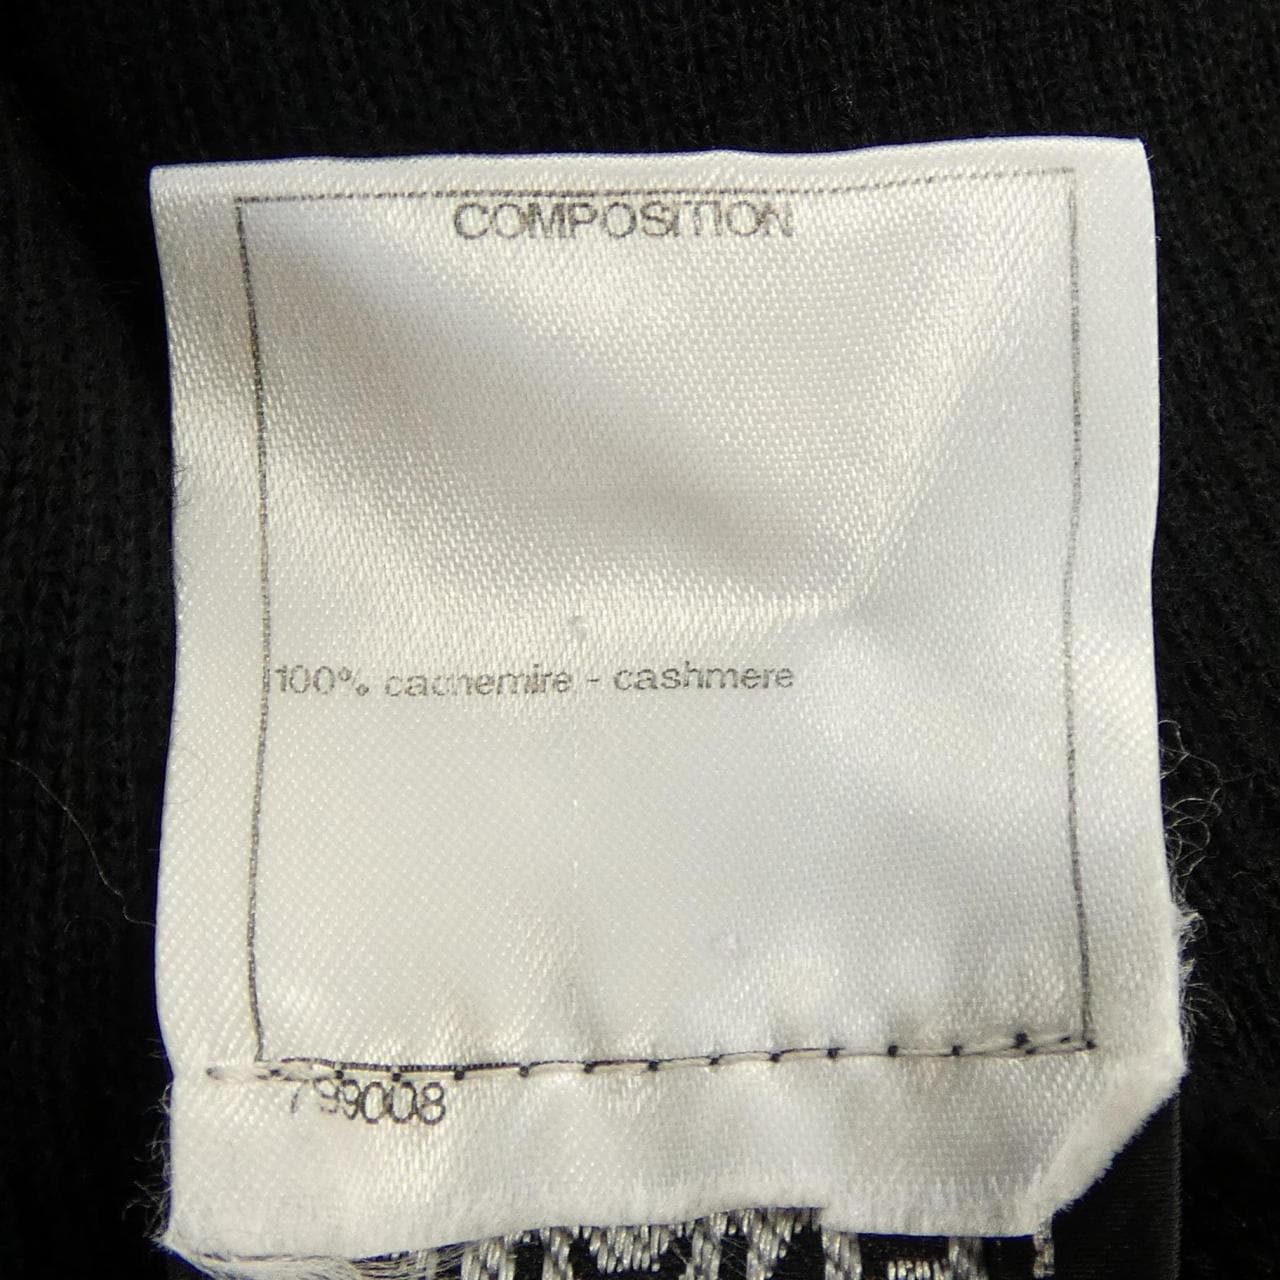 COMPOSITION
100% cachemire - cashmere
799008